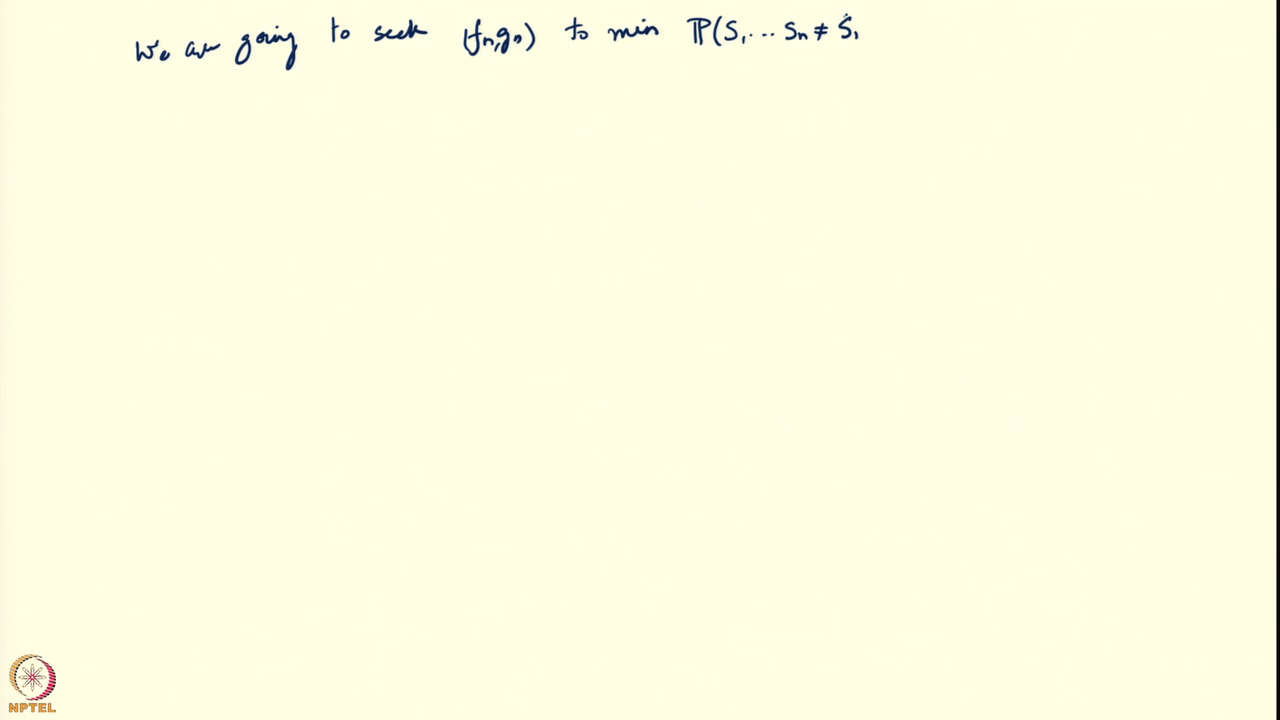 We are going to seek (fn,gn) to min ℙ(S1... Sn ≠ Ŝ1
NPTEL